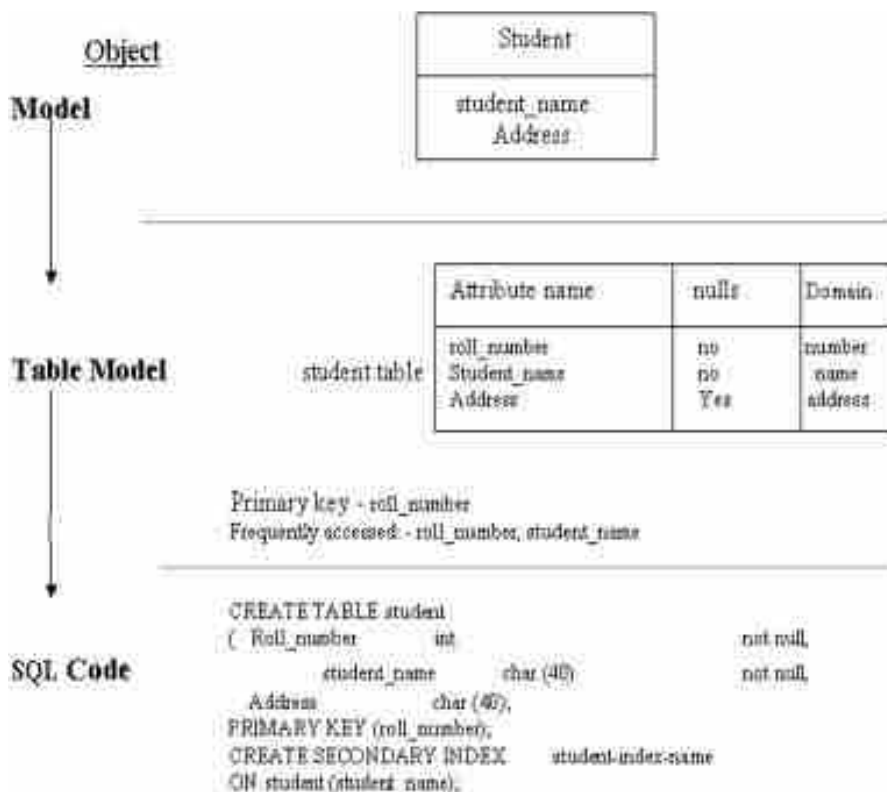 Object
Model
Student
student_name
Address
Attribute name nulls Domain
roll_number no number
Student_name no name
Address Yes address
Table Model
student table
Primary key - roll_number
Frequently accessed: - roll_number, student_name
SQL Code
CREATE TABLE student
( Roll_number int not null,
student_name char (40) not null,
Address char (40),
PRIMARY KEY (roll_number);
CREATE SECONDARY INDEX student-index-name
ON student (student_name);